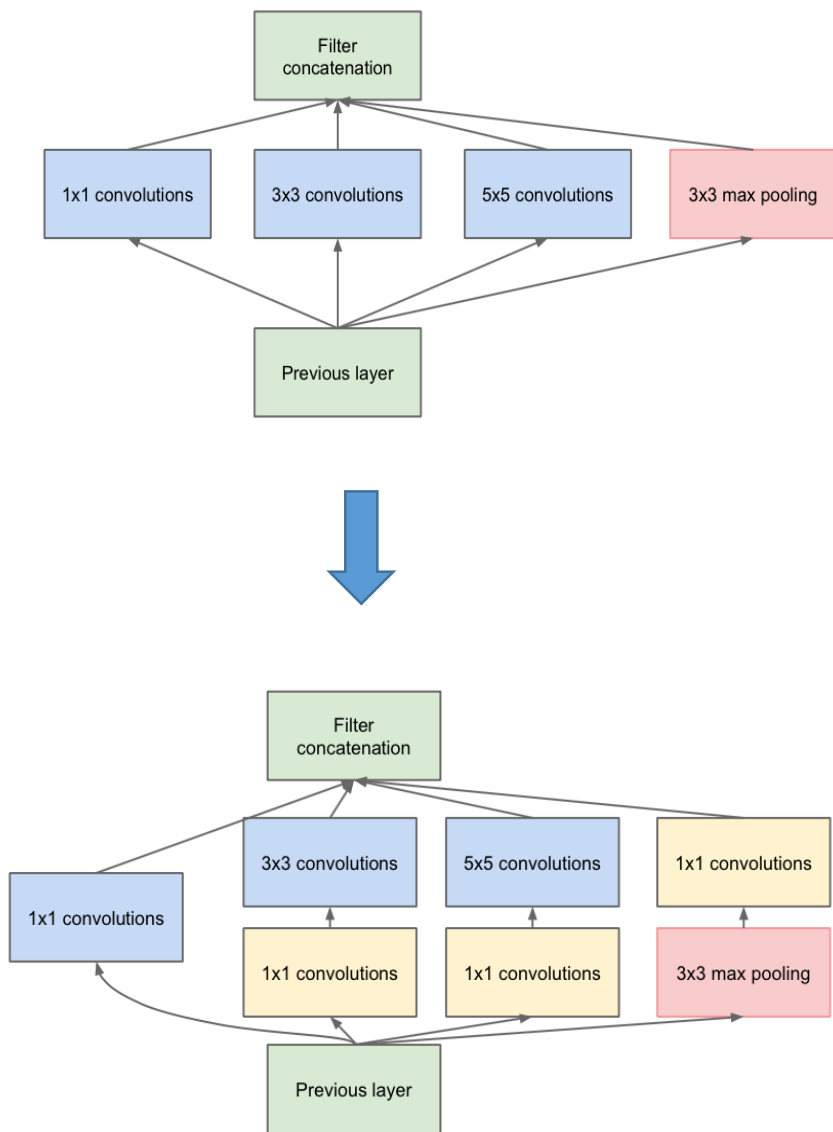 Filter
concatenation
1x1 convolutions
3x3 convolutions
5x5 convolutions
3x3 max pooling
Previous layer
Filter
concatenation
3x3 convolutions
5x5 convolutions
1x1 convolutions
1x1 convolutions
1x1 convolutions
1x1 convolutions
3x3 max pooling
Previous layer